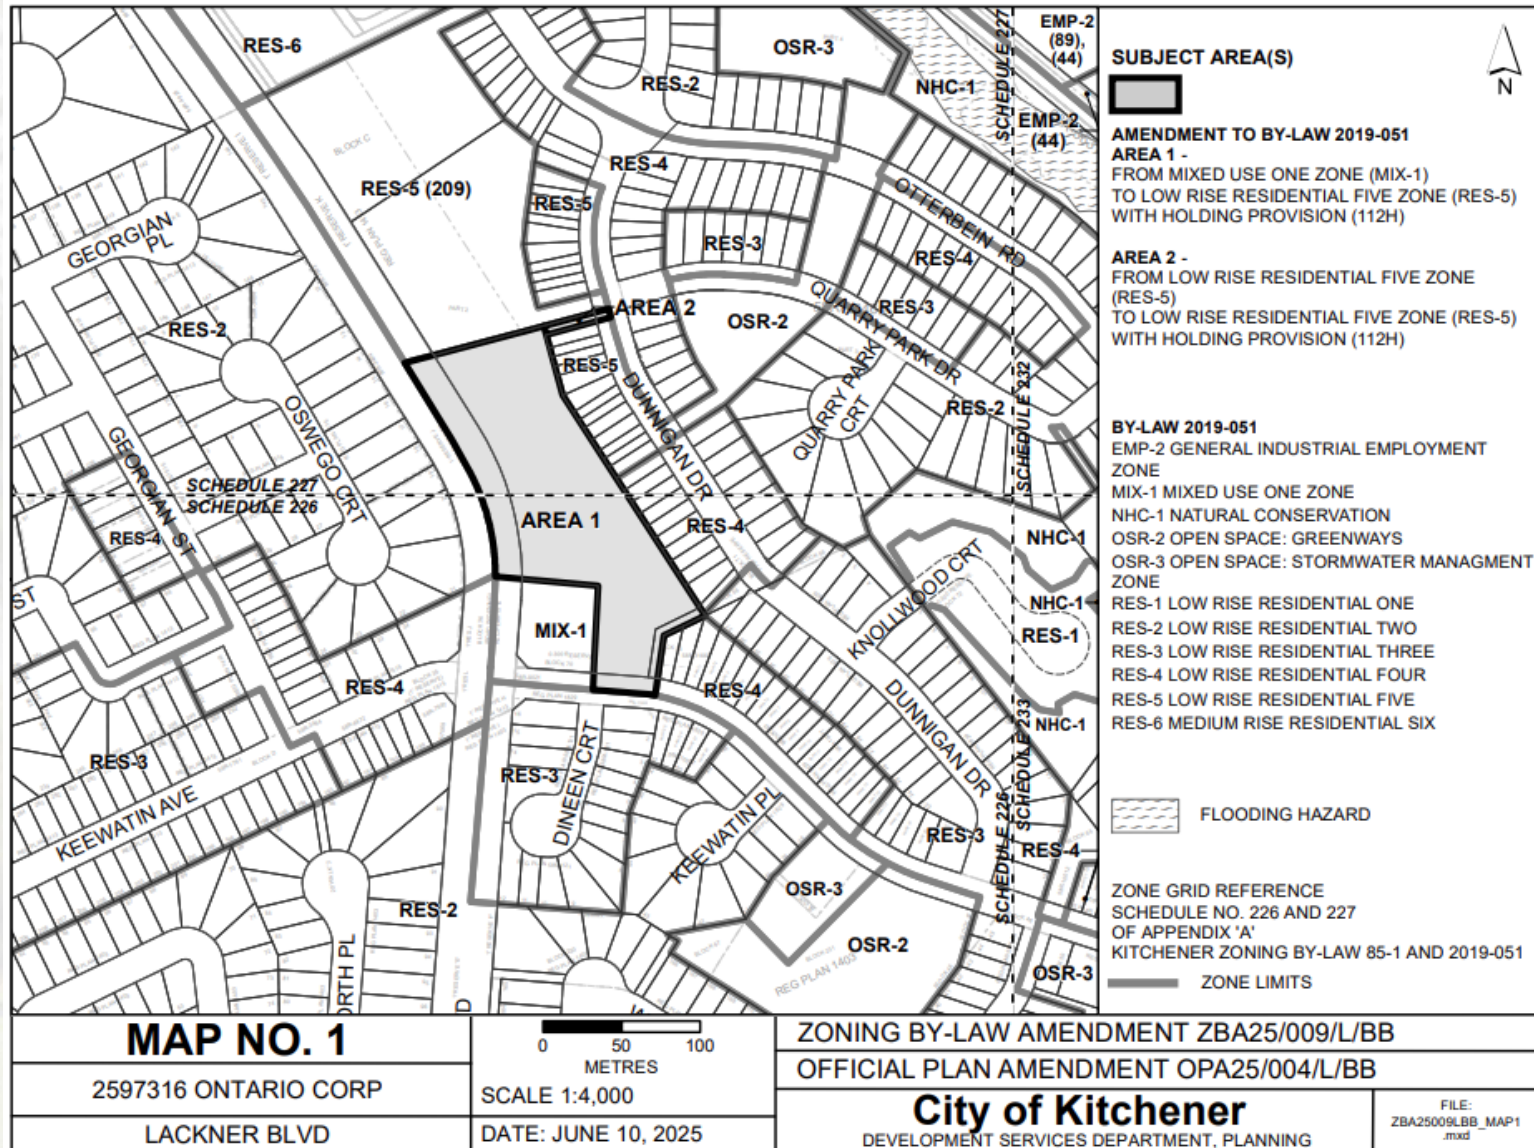 RES-6
OSR-3
EMP-2
(89),
(44)
SCHEDULE 227
RES-2
NHC-1
EMP-2
(44)
BLOCK C
RES-4
RES-5 (209)
RES-5
OTTERBEIN RD
GEORGIAN
PL
RES-3
RES-4
QUARRY PARK DR
RES-3
AREA 2
OSR-2
RES-2
RES-5
DUNNIGAN DR
QUARRY PARK
CRT
SCHEDULE 232
RES-2
OSWEGO CRT
GEORGIAN ST
SCHEDULE 227
SCHEDULE 226
AREA 1
RES-4
RES-4
NHC-1
KNOLLWOOD CRT
ST
NHC-1
MIX-1
RES-1
RES-4
RES-4
DUNNIGAN DR
SCHEDULE 233
NHC-1
RES-3
RES-3
DINEEN CRT
KEEWATIN AVE
KEEWATIN PL
SCHEDULE 226
RES-3
RES-4
OSR-3
RES-2
OSR-2
REG PLAN 1403
OSR-3
ORTH PL
D
SUBJECT AREA(S)
N
AMENDMENT TO BY-LAW 2019-051
AREA 1 -
FROM MIXED USE ONE ZONE (MIX-1)
TO LOW RISE RESIDENTIAL FIVE ZONE (RES-5)
WITH HOLDING PROVISION (112H)
AREA 2 -
FROM LOW RISE RESIDENTIAL FIVE ZONE
(RES-5)
TO LOW RISE RESIDENTIAL FIVE ZONE (RES-5)
WITH HOLDING PROVISION (112H)
BY-LAW 2019-051
EMP-2 GENERAL INDUSTRIAL EMPLOYMENT
ZONE
MIX-1 MIXED USE ONE ZONE
NHC-1 NATURAL CONSERVATION
OSR-2 OPEN SPACE: GREENWAYS
OSR-3 OPEN SPACE: STORMWATER MANAGMENT
ZONE
RES-1 LOW RISE RESIDENTIAL ONE
RES-2 LOW RISE RESIDENTIAL TWO
RES-3 LOW RISE RESIDENTIAL THREE
RES-4 LOW RISE RESIDENTIAL FOUR
RES-5 LOW RISE RESIDENTIAL FIVE
RES-6 MEDIUM RISE RESIDENTIAL SIX
FLOODING HAZARD
ZONE GRID REFERENCE
SCHEDULE NO. 226 AND 227
OF APPENDIX 'A'
KITCHENER ZONING BY-LAW 85-1 AND 2019-051
ZONE LIMITS
MAP NO. 1
2597316 ONTARIO CORP
LACKNER BLVD
0 50 100
METRES
SCALE 1:4,000
DATE: JUNE 10, 2025
ZONING BY-LAW AMENDMENT ZBA25/009/L/BB
OFFICIAL PLAN AMENDMENT OPA25/004/L/BB
City of Kitchener
DEVELOPMENT SERVICES DEPARTMENT, PLANNING
FILE:
ZBA25009LBB_MAP1
.mxd